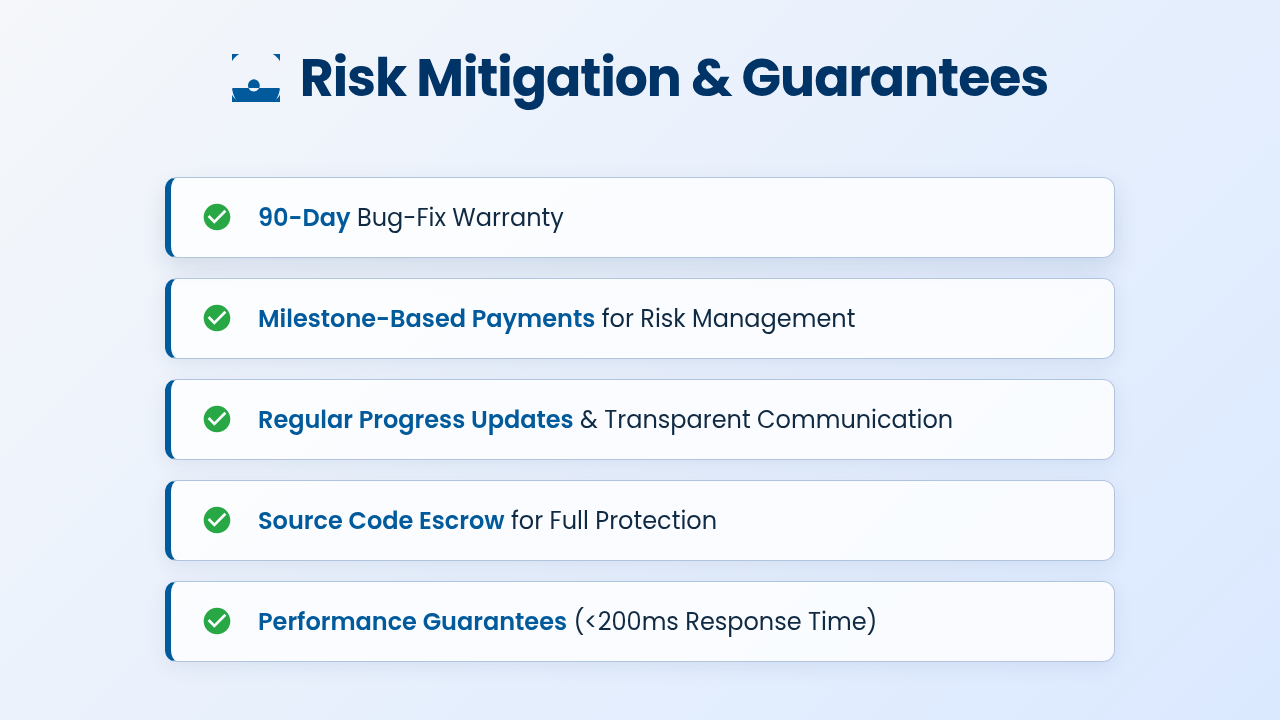 Risk Mitigation & Guarantees
90-Day Bug-Fix Warranty
Milestone-Based Payments for Risk Management
Regular Progress Updates & Transparent Communication
Source Code Escrow for Full Protection
Performance Guarantees (<200ms Response Time)